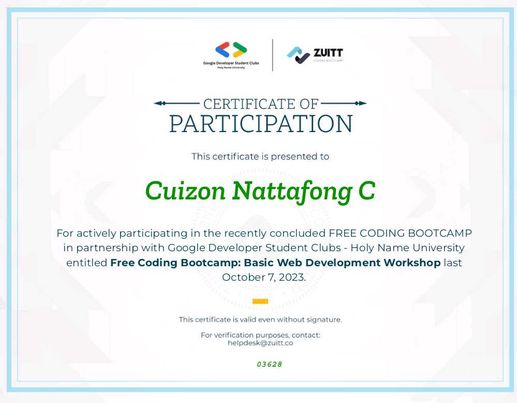 Google Developer Student Clubs
Holy Name University
ZUITT
CODING BOOTCAMP
CERTIFICATE OF
PARTICIPATION
This certificate is presented to
Cuizon Nattafong C
For actively participating in the recently concluded FREE CODING BOOTCAMP
in partnership with Google Developer Student Clubs - Holy Name University
entitled Free Coding Bootcamp: Basic Web Development Workshop last
October 7, 2023.
This certificate is valid even without signature.
For verification purposes, contact:
helpdesk@zuitt.co
03628